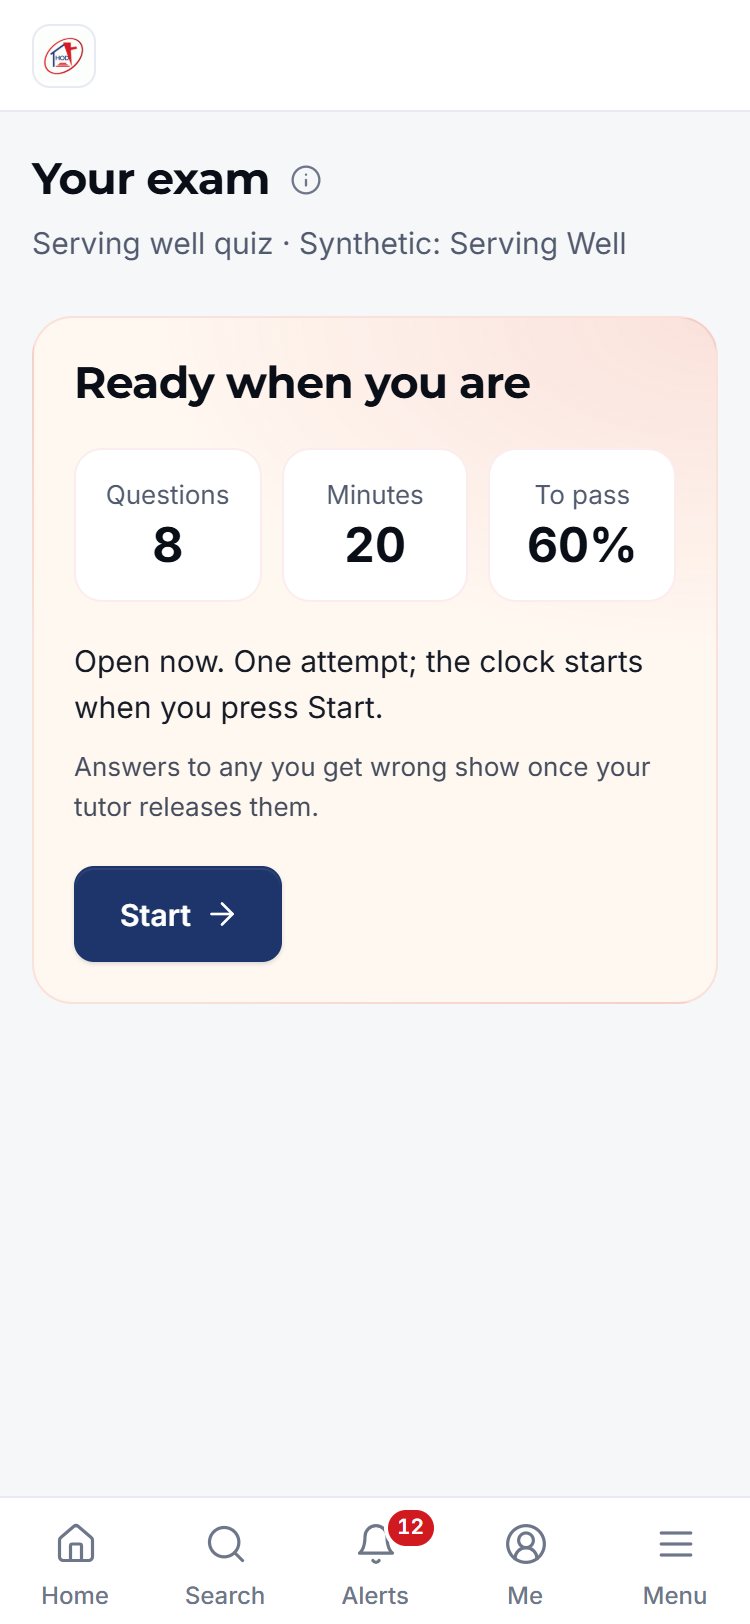 HOD
Your exam
Serving well quiz · Synthetic: Serving Well
Ready when you are
Questions
8
Minutes
20
To pass
60%
Open now. One attempt; the clock starts
when you press Start.
Answers to any you get wrong show once your
tutor releases them.
Start
12
Home
Search
Alerts
Me
Menu